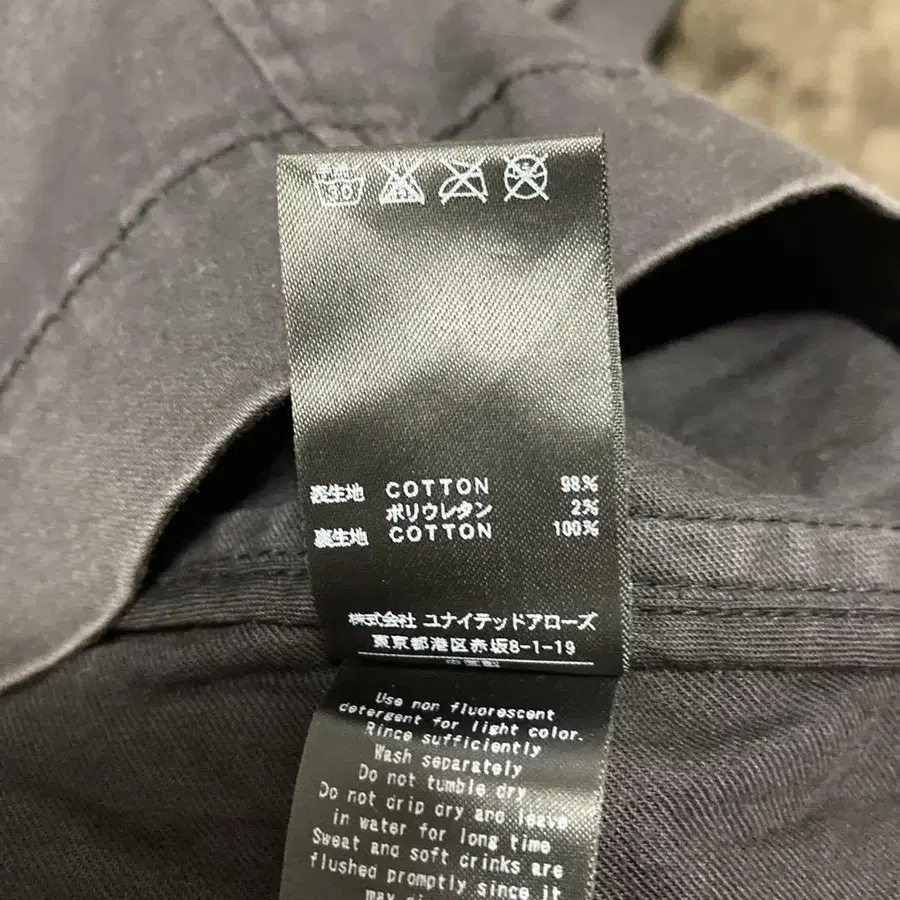 表生地 COTTON 98%
ポリウレタン 2%
裏生地 COTTON 100%
株式会社 ユナイテッドアローズ
東京都港区赤坂8-1-19
Use non fluorescent
detergent for light color.
Rince sufficiently
Wash separately
Do not tumble dry
Do not drip dry and leave
in water for long time
Sweat and soft drinks are
flushed promptly since it
may